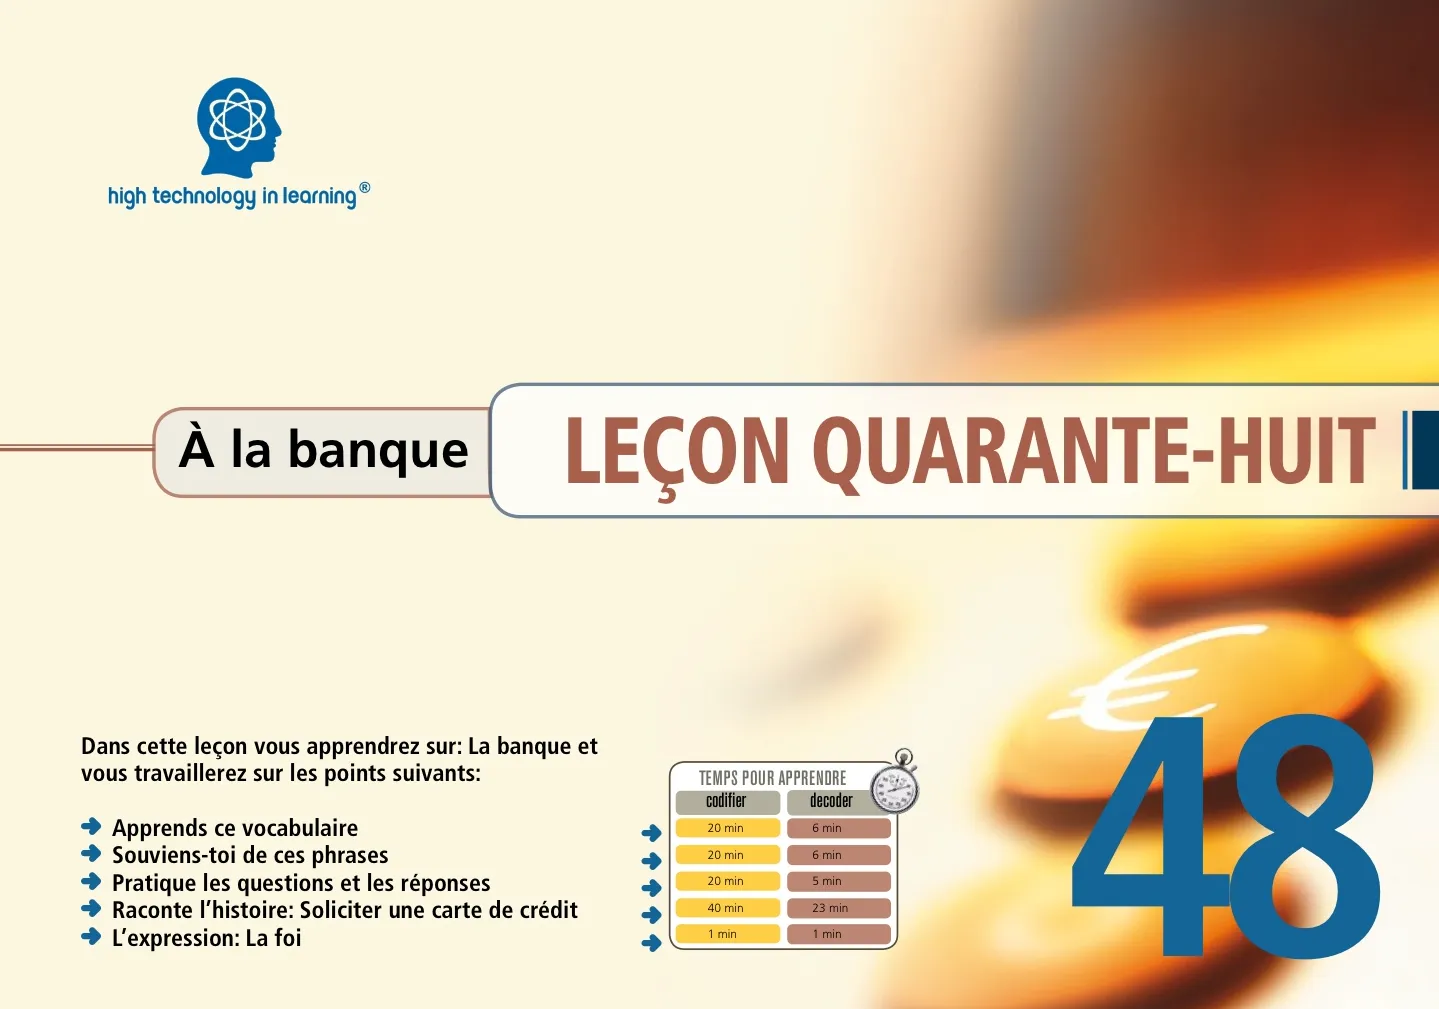 high technology in learning®
À la banque
LEÇON QUARANTE-HUIT
Dans cette leçon vous apprendrez sur: La banque et
vous travaillerez sur les points suivants:
Apprends ce vocabulaire
Souviens-toi de ces phrases
Pratique les questions et les réponses
Raconte l’histoire: Soliciter une carte de crédit
L’expression: La foi
TEMPS POUR APPRENDRE
codifier decoder
20 min 6 min
20 min 6 min
20 min 5 min
40 min 23 min
1 min 1 min
€
48